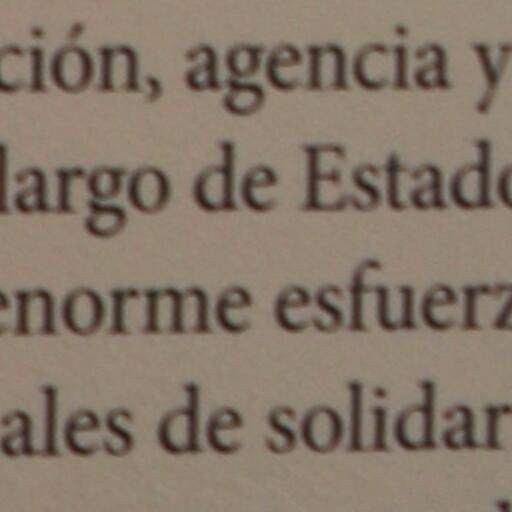 ción, agencia y
largo de Estado
enorme esfuerz
ales de solidar